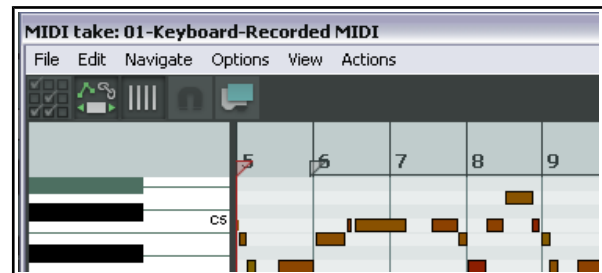 MIDI take: 01-Keyboard-Recorded MIDI
File Edit Navigate Options View Actions
5 6 7 8 9
C5